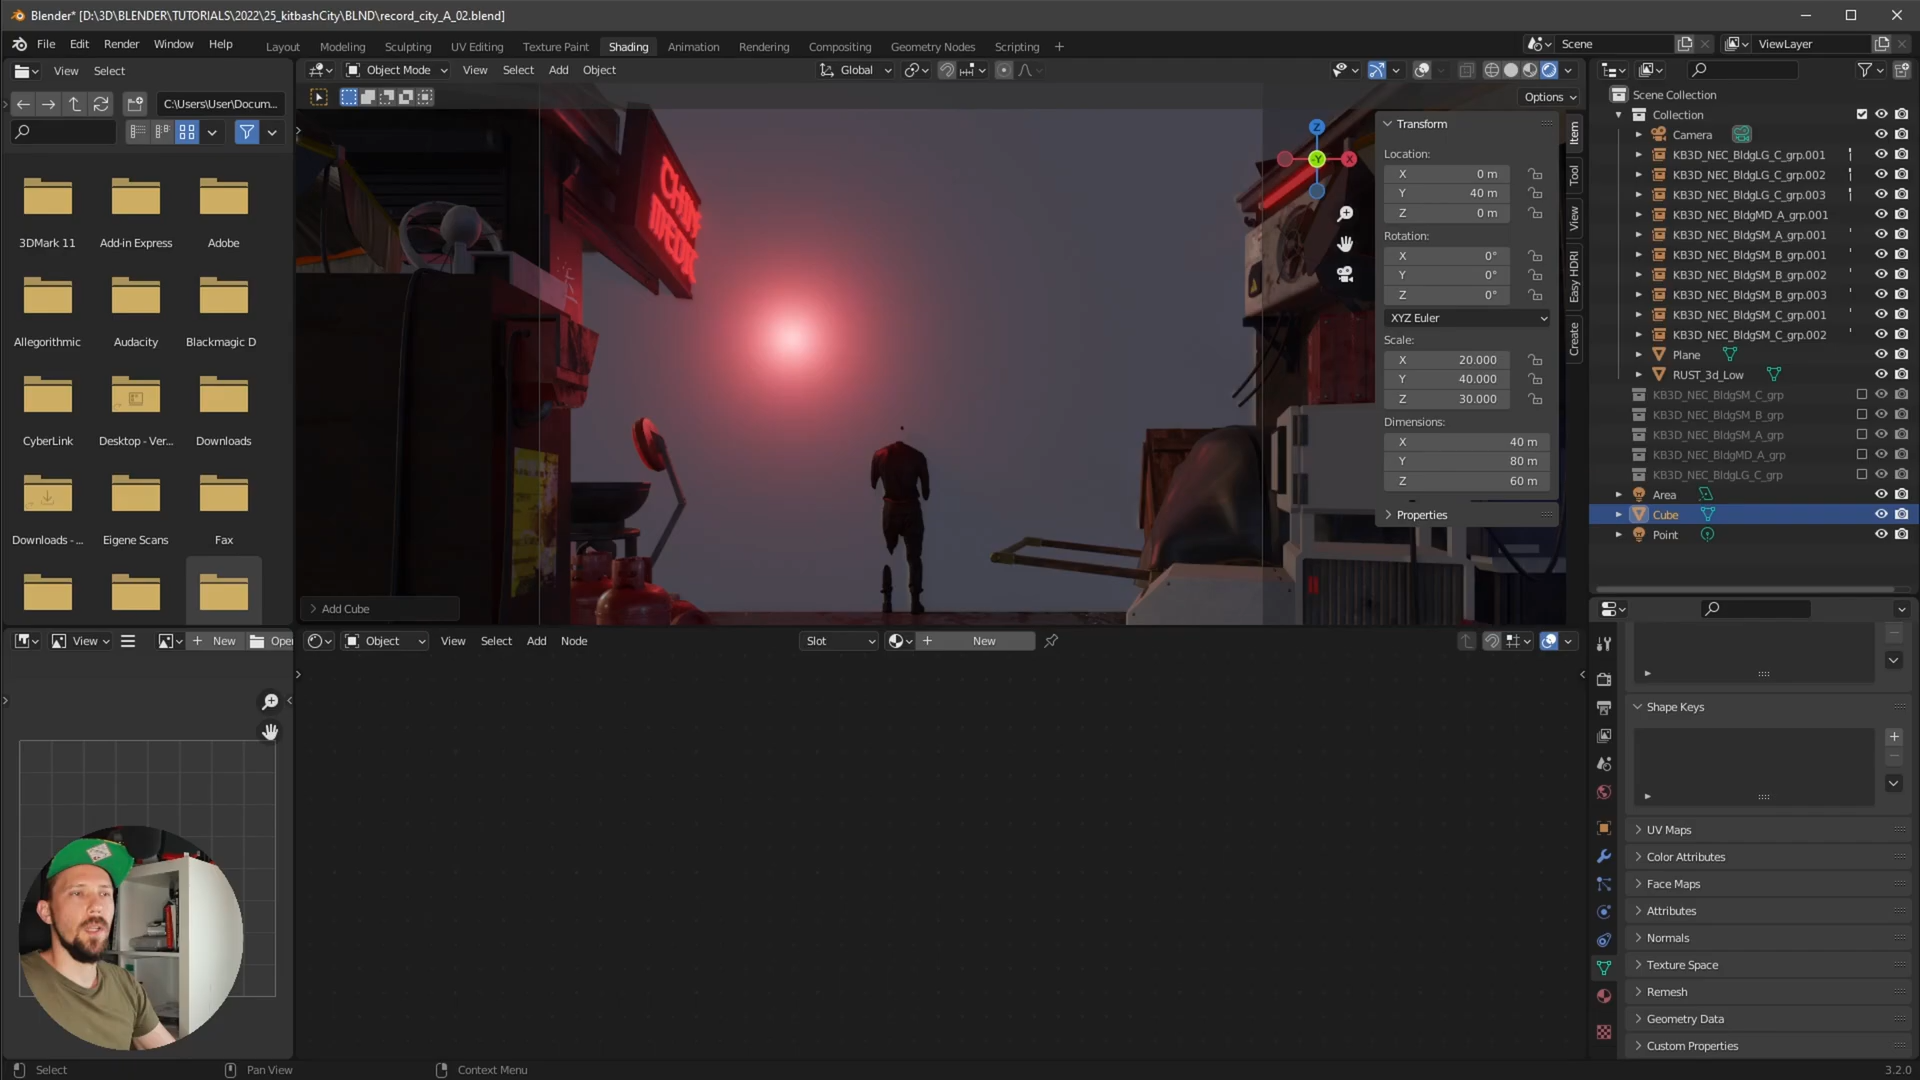 Blender* [D:\3D\BLENDER\TUTORIALS\2022\25_kitbashCity\BLND\record_city_A_02.blend]
File Edit Render Window Help
Layout Modeling Sculpting UV Editing Texture Paint Shading Animation Rendering Compositing Geometry Nodes Scripting +
Scene
ViewLayer
View Select
Object Mode View Select Add Object
Global
C:\Users\User\Docum...
Options
3DMark 11 Add-in Express Adobe
Allegorithmic Audacity Blackmagic D
CyberLink Desktop - Ver... Downloads
Downloads - ... Eigene Scans Fax
CHIN
MEDIC
Z
Y
X
Transform
Location:
X 0 m
Y 40 m
Z 0 m
Rotation:
X 0°
Y 0°
Z 0°
XYZ Euler
Scale:
X 20.000
Y 40.000
Z 30.000
Dimensions:
X 40 m
Y 80 m
Z 60 m
Properties
Item
Tool
View
Easy HDRI
Create
Add Cube
Scene Collection
Collection
Camera
KB3D_NEC_BldgLG_C_grp.001
KB3D_NEC_BldgLG_C_grp.002
KB3D_NEC_BldgLG_C_grp.003
KB3D_NEC_BldgMD_A_grp.001
KB3D_NEC_BldgSM_A_grp.001
KB3D_NEC_BldgSM_B_grp.001
KB3D_NEC_BldgSM_B_grp.002
KB3D_NEC_BldgSM_B_grp.003
KB3D_NEC_BldgSM_C_grp.001
KB3D_NEC_BldgSM_C_grp.002
Plane
RUST_3d_Low
KB3D_NEC_BldgSM_C_grp
KB3D_NEC_BldgSM_B_grp
KB3D_NEC_BldgSM_A_grp
KB3D_NEC_BldgMD_A_grp
KB3D_NEC_BldgLG_C_grp
Area
Cube
Point
View + New Ope
Object View Select Add Node
Slot
+ New
Shape Keys
UV Maps
Color Attributes
Face Maps
Attributes
Normals
Texture Space
Remesh
Geometry Data
Custom Properties
Select
Pan View
Context Menu
3.2.0